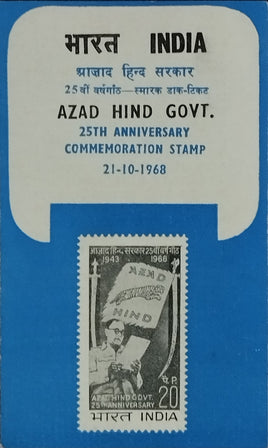 भारत INDIA
आज़ाद हिन्द सरकार
25वीं वर्षगाँठ—स्मारक डाक-टिकट
AZAD HIND GOVT.
25TH ANNIVERSARY
COMMEMORATION STAMP
21-10-1968
आज़ाद हिन्द सरकार 25वीं वर्षगाँठ
1943 1968
AZAD
HIND
AZAD HIND GOVT.
25TH ANNIVERSARY
पै. P.
20
भारत INDIA